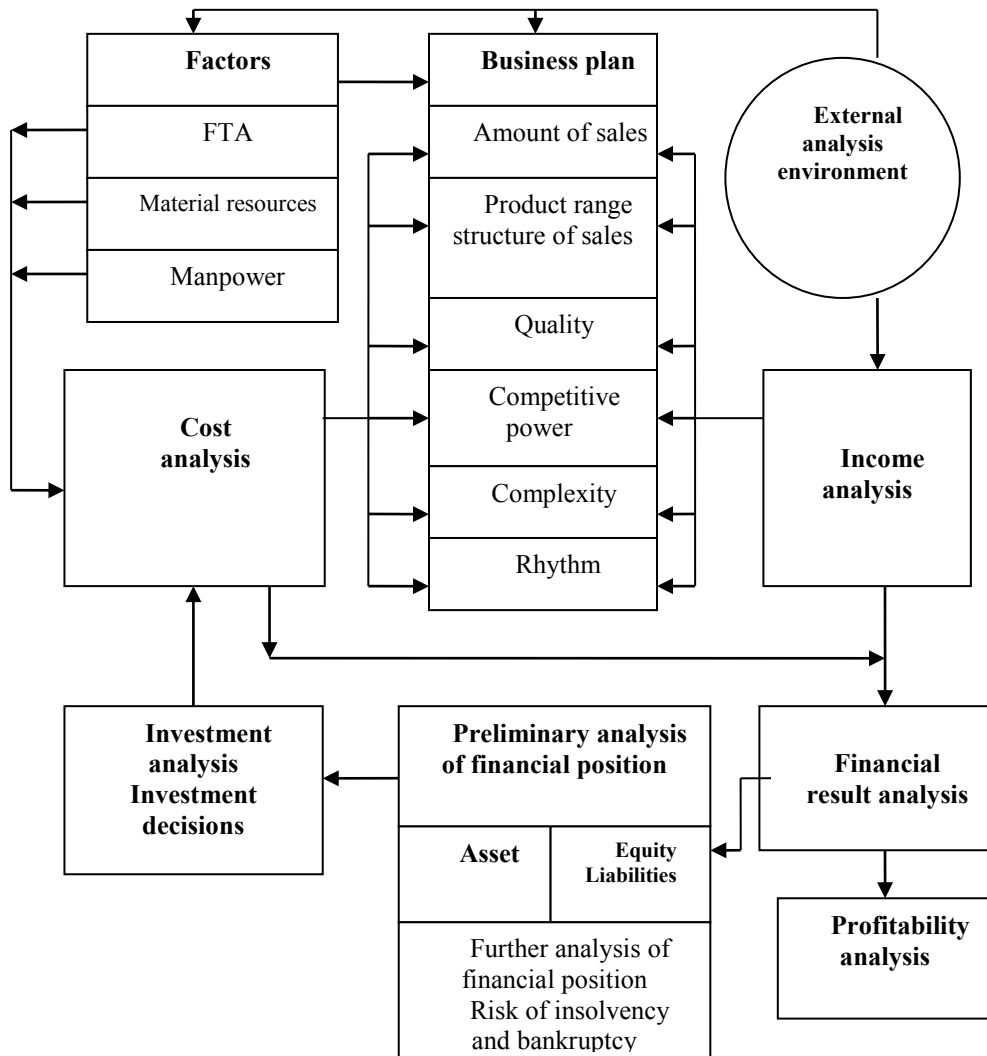 Factors
FTA
Material resources
Manpower
Business plan
Amount of sales
Product range
structure of sales
Quality
Competitive
power
Complexity
Rhythm
External
analysis
environment
Cost
analysis
Income
analysis
Investment
analysis
Investment
decisions
Preliminary analysis
of financial position
Asset
Equity
Liabilities
Further analysis of
financial position
Risk of insolvency
and bankruptcy
Financial
result analysis
Profitability
analysis